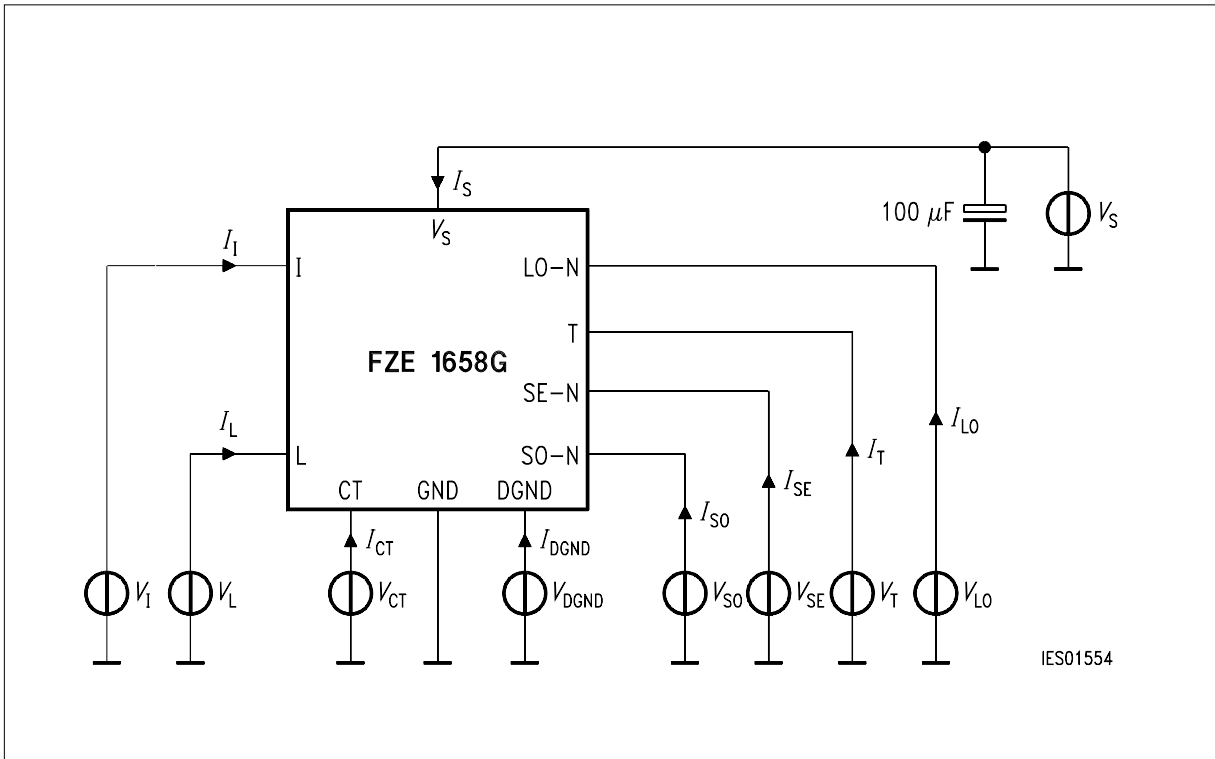 I_S
100 µF
V_S
V_S
I_I
I
LO-N
T
FZE 1658G
SE-N
I_L
L
SO-N
I_LO
I_T
I_SE
I_SO
CT GND DGND
I_CT
I_DGND
V_I V_L V_CT V_DGND V_SO V_SE V_T V_LO
IES01554